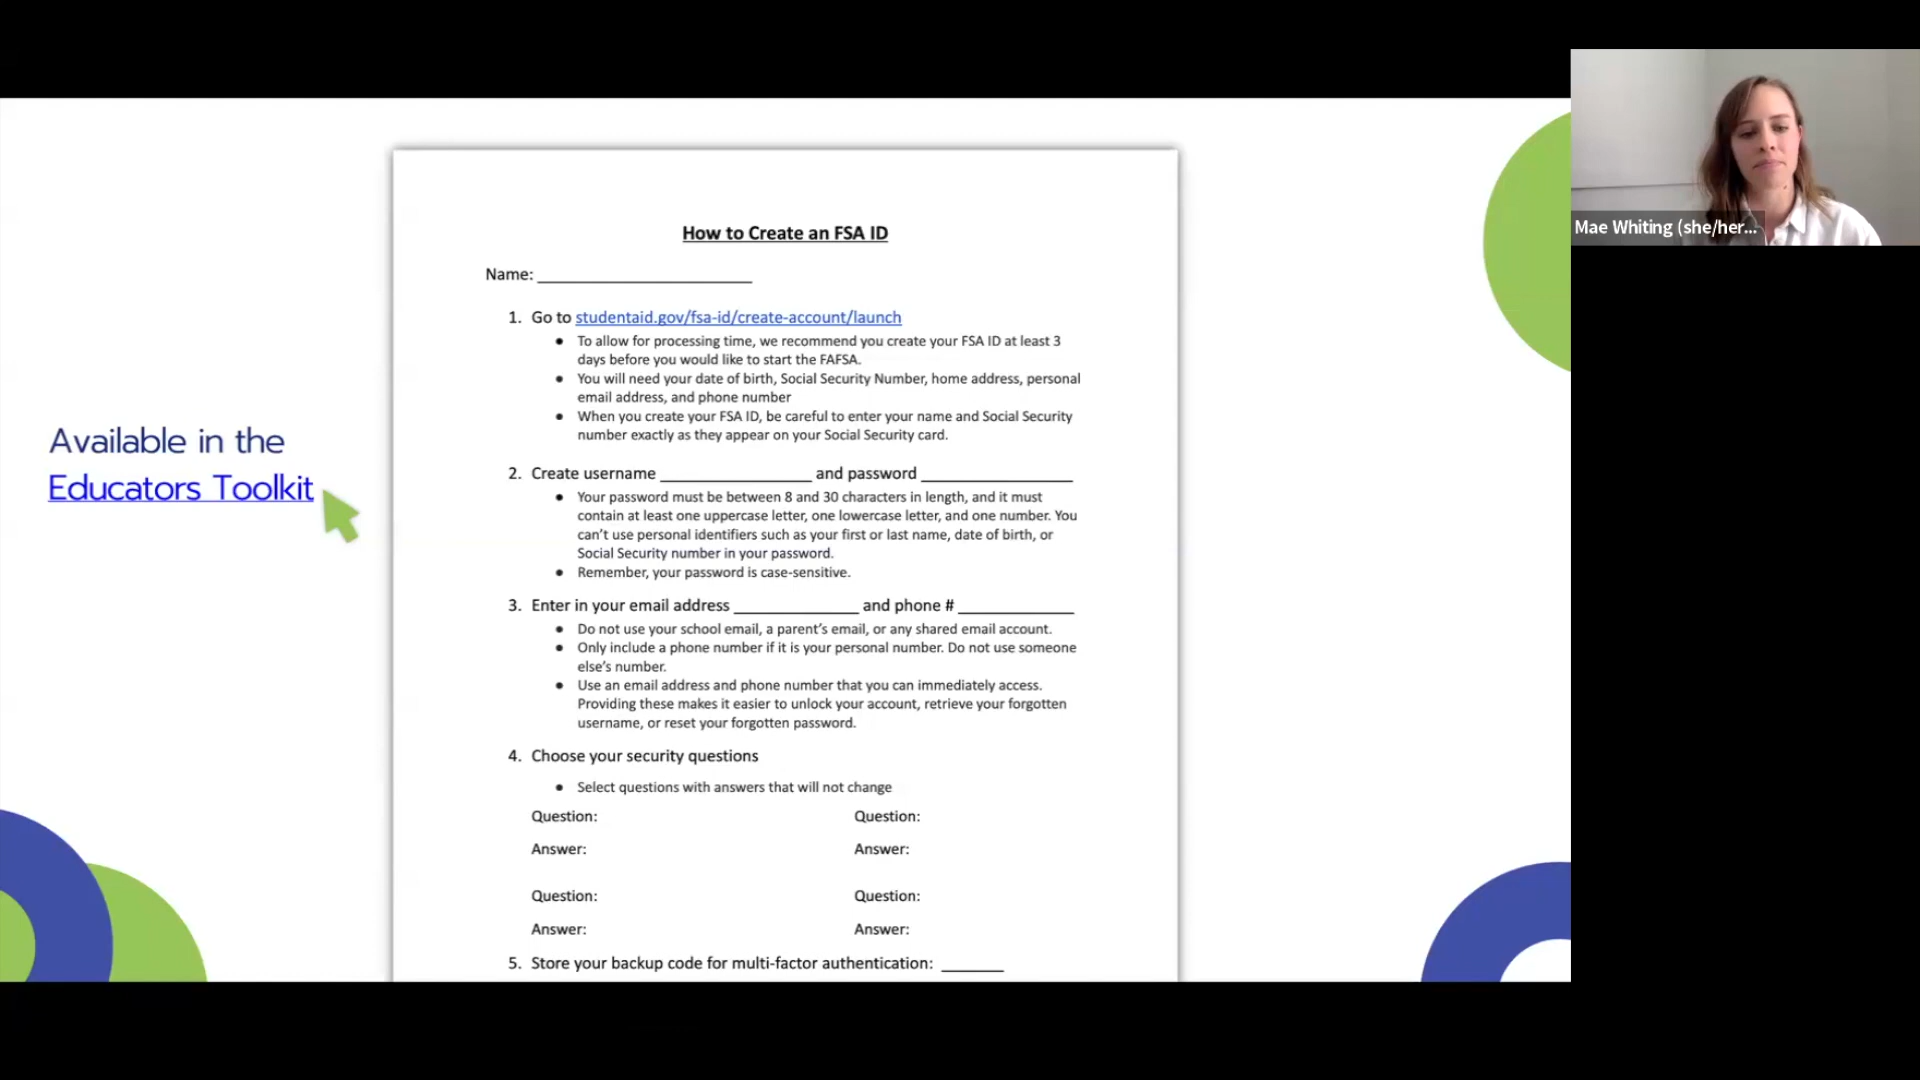 Available in the
Educators Toolkit
How to Create an FSA ID
Name: ________________________
1. Go to studentaid.gov/fsa-id/create-account/launch
● To allow for processing time, we recommend you create your FSA ID at least 3
days before you would like to start the FAFSA.
● You will need your date of birth, Social Security Number, home address, personal
email address, and phone number
● When you create your FSA ID, be careful to enter your name and Social Security
number exactly as they appear on your Social Security card.
2. Create username _________________ and password _________________
● Your password must be between 8 and 30 characters in length, and it must
contain at least one uppercase letter, one lowercase letter, and one number. You
can’t use personal identifiers such as your first or last name, date of birth, or
Social Security number in your password.
● Remember, your password is case-sensitive.
3. Enter in your email address ______________ and phone # _____________
● Do not use your school email, a parent’s email, or any shared email account.
● Only include a phone number if it is your personal number. Do not use someone
else’s number.
● Use an email address and phone number that you can immediately access.
Providing these makes it easier to unlock your account, retrieve your forgotten
username, or reset your forgotten password.
4. Choose your security questions
● Select questions with answers that will not change
Question: Question:
Answer: Answer:
Question: Question:
Answer: Answer:
5. Store your backup code for multi-factor authentication: _______
Mae Whiting (she/her...